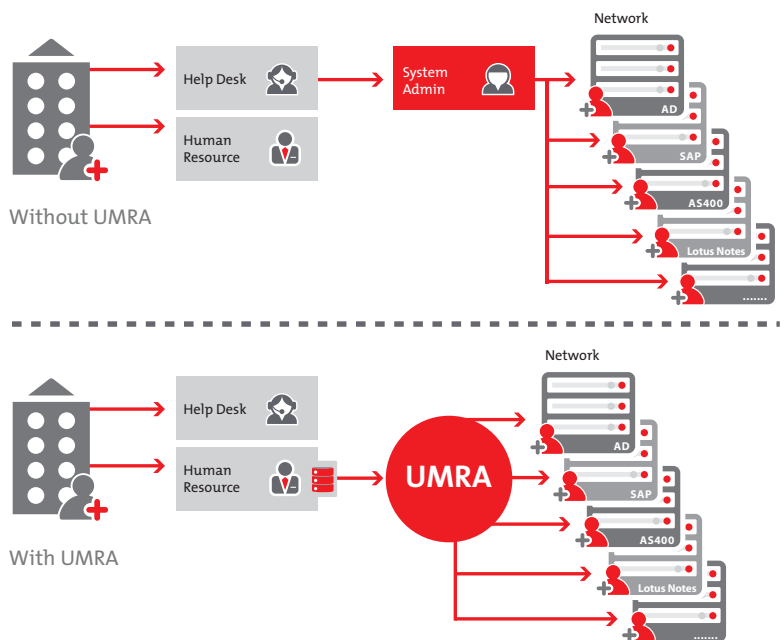 Network
Help Desk
System
Admin
Human
Resource
AD
SAP
AS400
Lotus Notes
.......
Without UMRA
Network
Help Desk
Human
Resource
UMRA
AD
SAP
AS400
Lotus Notes
.......
With UMRA